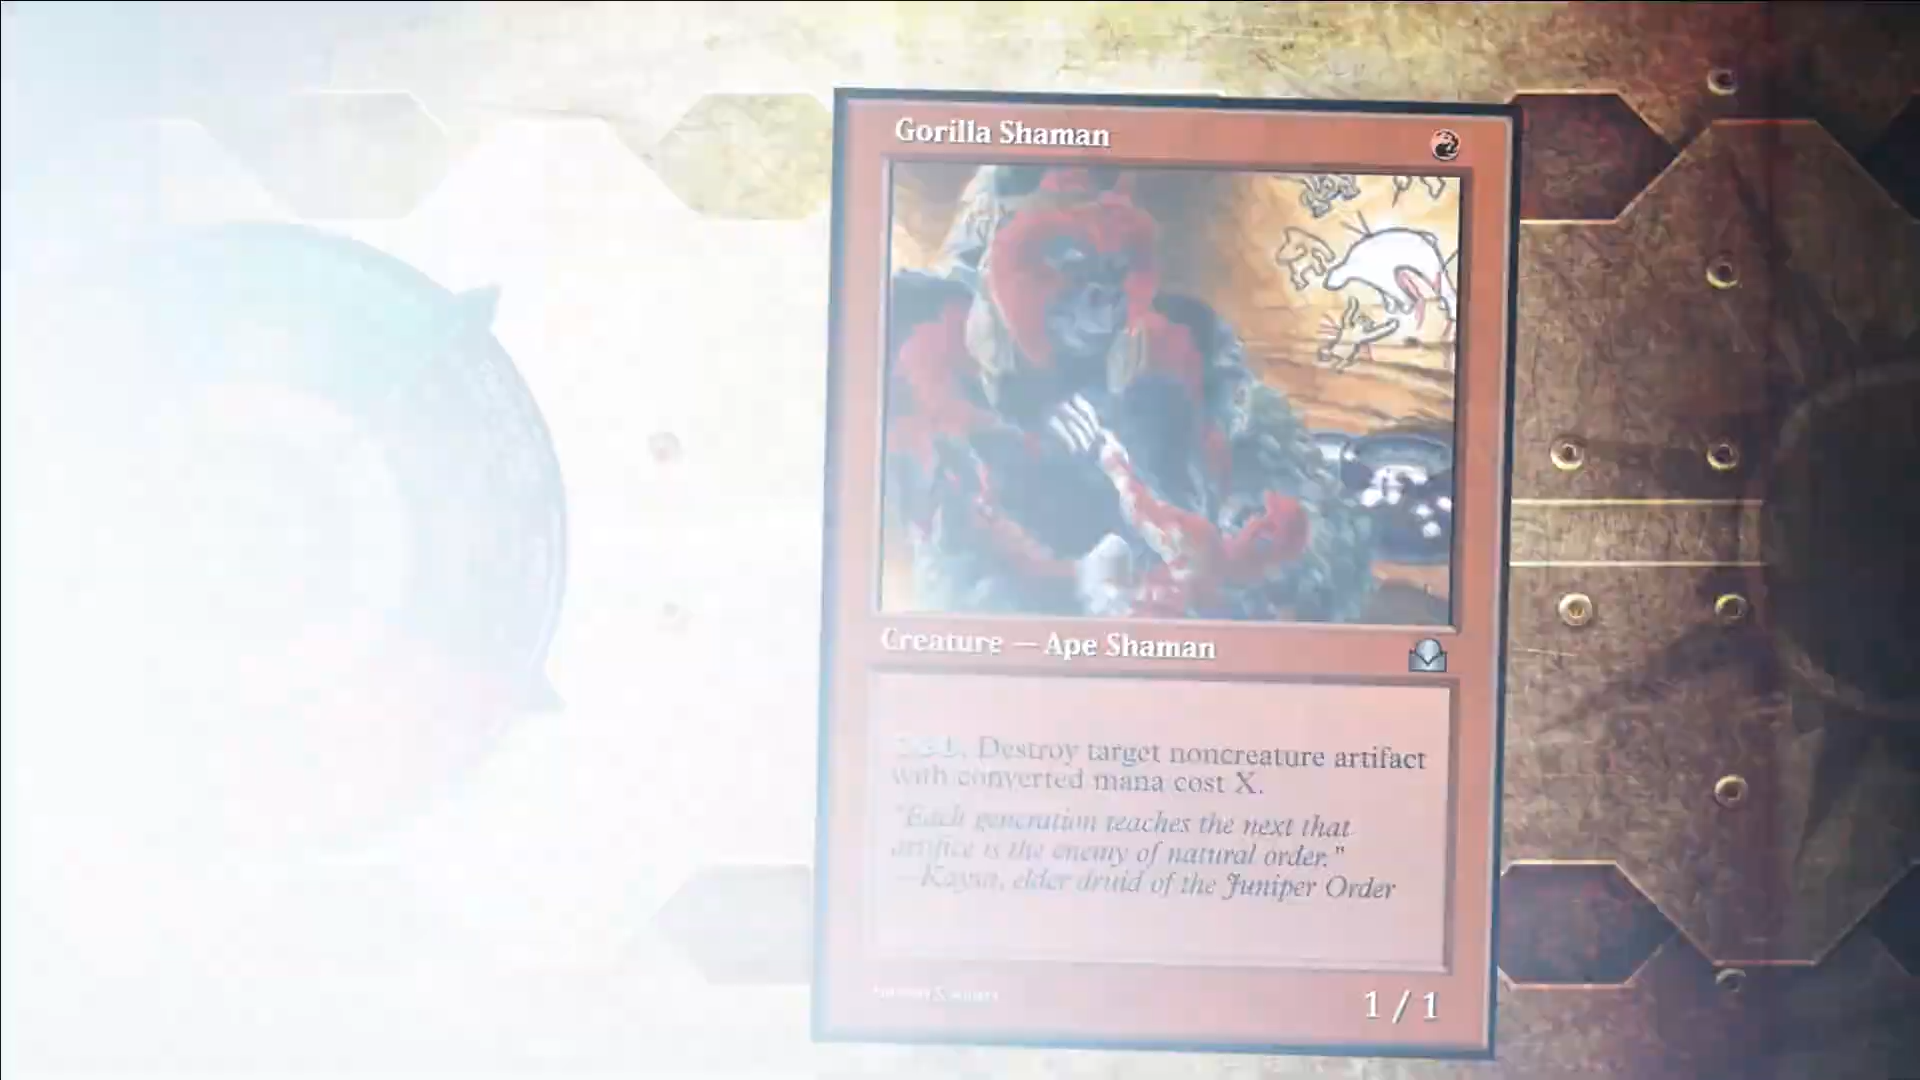 Gorilla Shaman
Creature — Ape Shaman
Destroy target noncreature artifact
with converted mana cost X.
"Each generation teaches the next that
artifice is the enemy of natural order."
elder druid of the Juniper Order
1 / 1